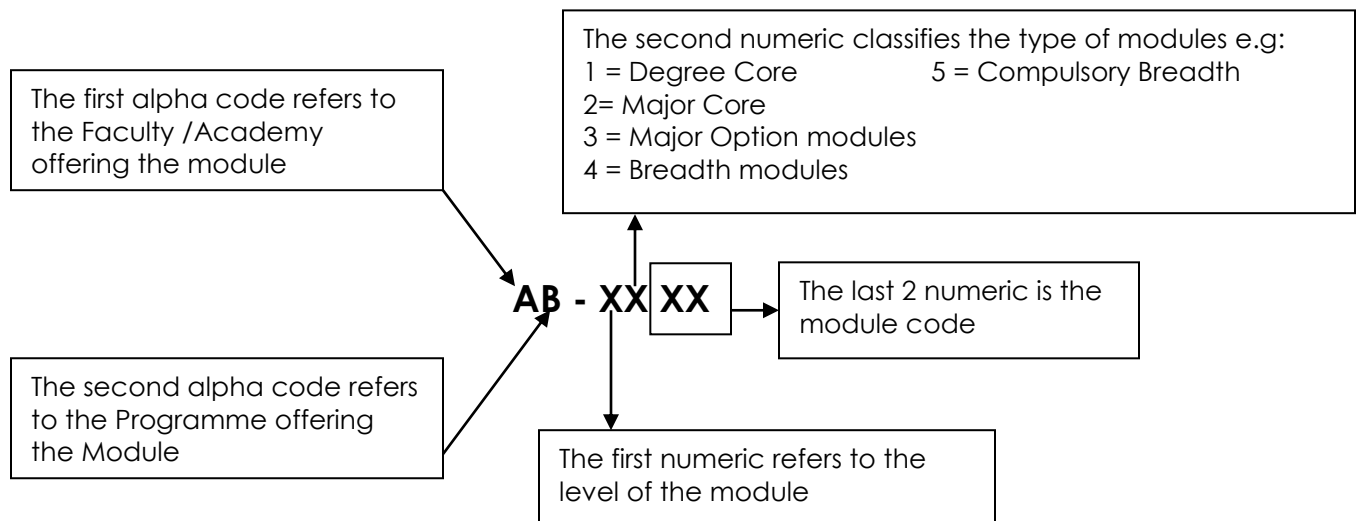 The second numeric classifies the type of modules e.g:
1 = Degree Core 5 = Compulsory Breadth
2= Major Core
3 = Major Option modules
4 = Breadth modules
The first alpha code refers to
the Faculty /Academy
offering the module
AB - XX XX
The last 2 numeric is the
module code
The second alpha code refers
to the Programme offering
the Module
The first numeric refers to the
level of the module